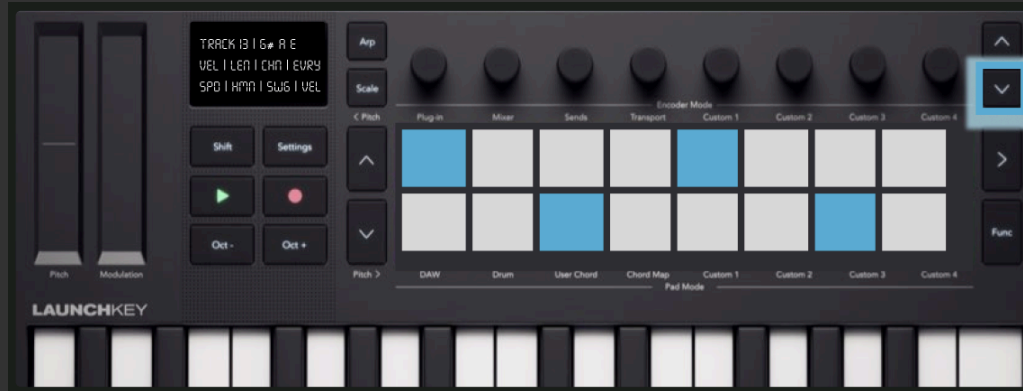 TRACK 13 | G# A E
VEL | LEN | CHN | EVRY
SPD | HMN | SWG | VEL
Arp
Scale
< Pitch
Encoder Mode
Plug-in Mixer Sends Transport Custom 1 Custom 2 Custom 3 Custom 4
Shift Settings
Oct - Oct +
Func
Pitch Modulation
Pitch >
DAW Drum User Chord Chord Map Custom 1 Custom 2 Custom 3 Custom 4
Pad Mode
LAUNCHKEY